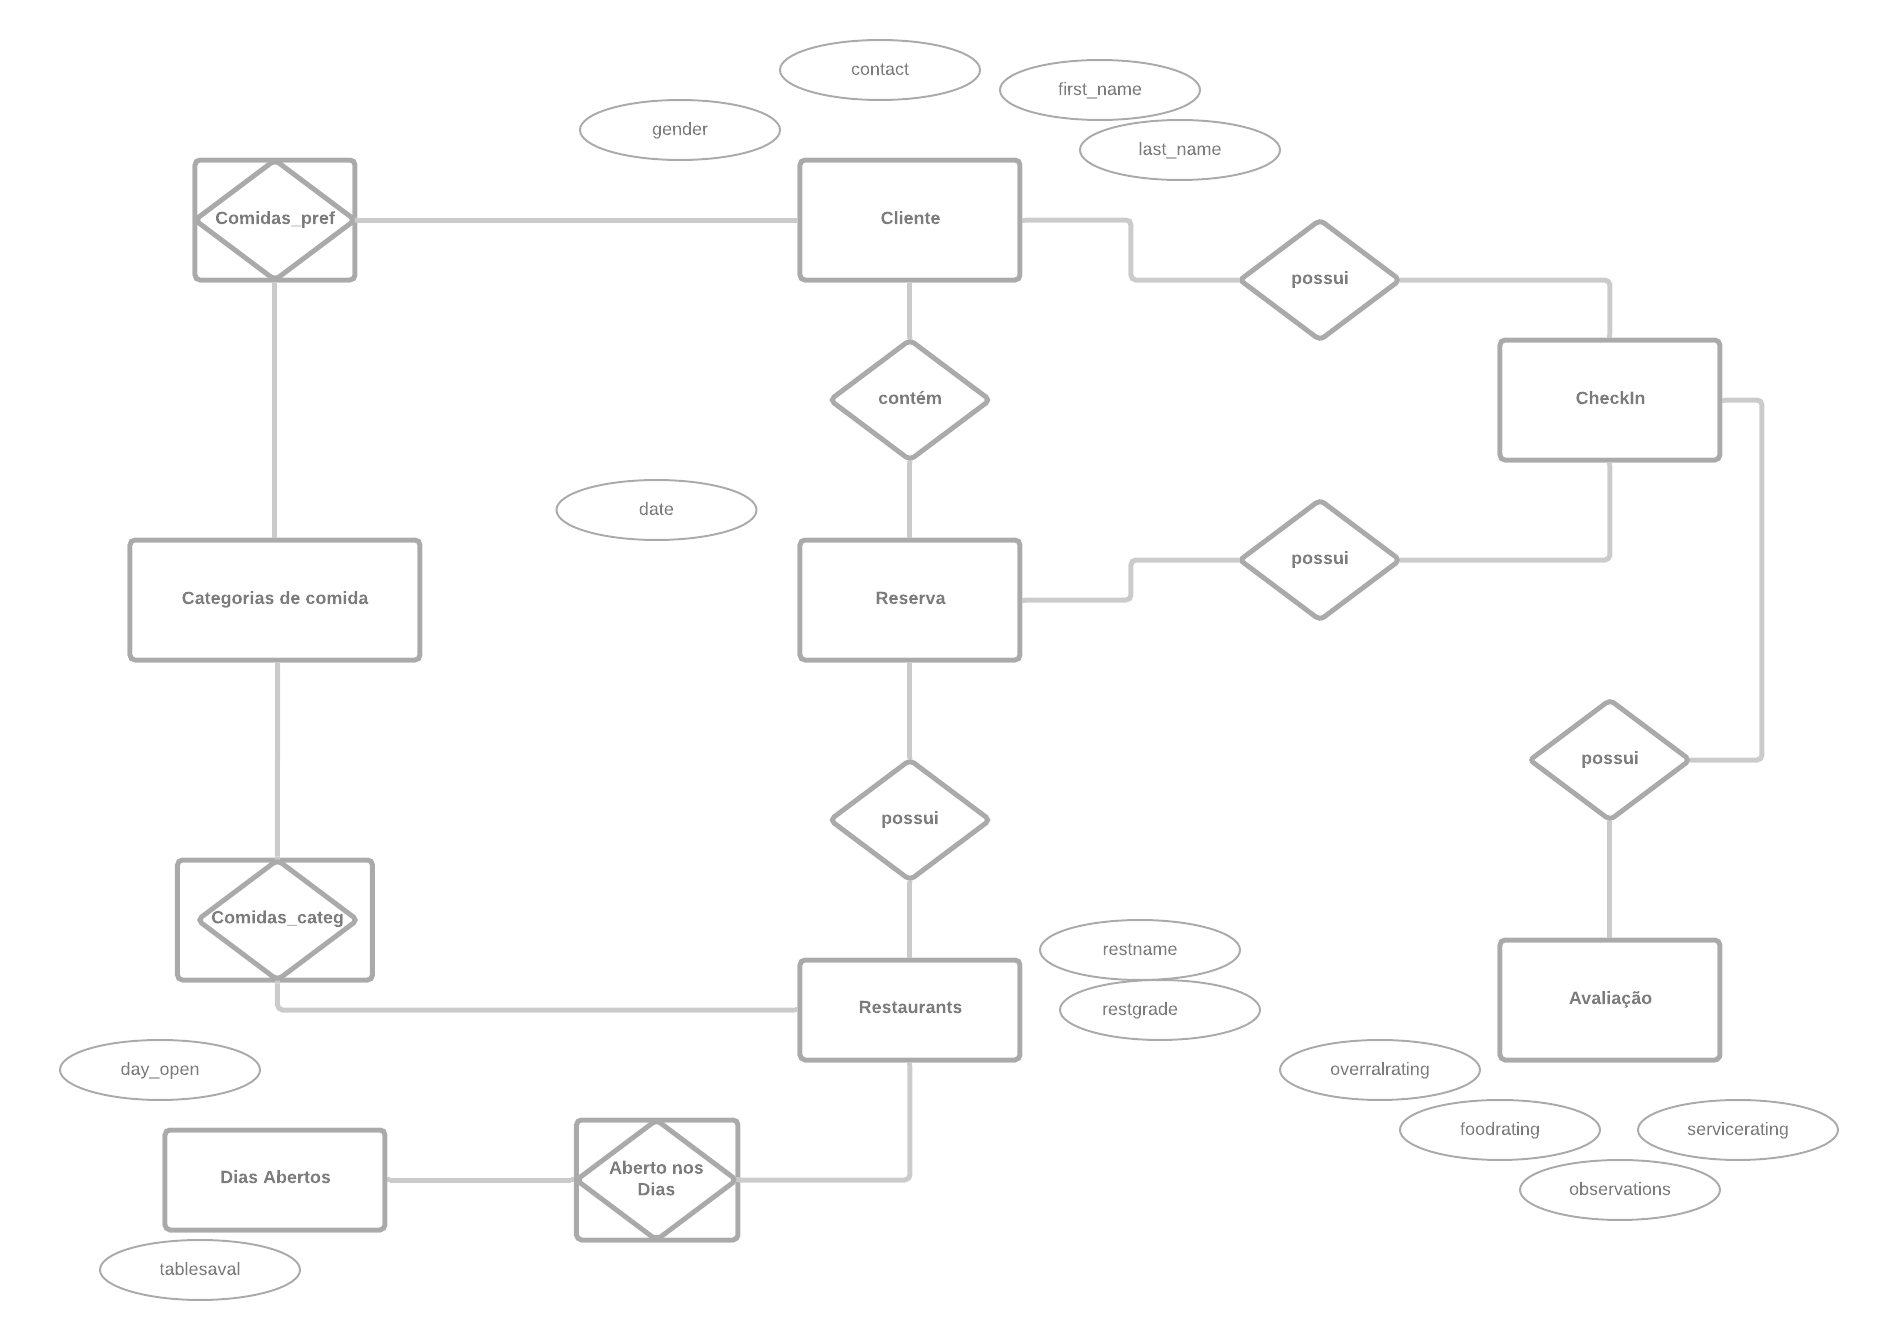 contact
first_name
gender
last_name
Comidas_pref
Cliente
possui
contém
CheckIn
date
possui
Categorias de comida
Reserva
possui
possui
Comidas_categ
restname
Restaurants
restgrade
Avaliação
day_open
overralrating
foodrating
servicerating
Dias Abertos
Aberto nos
Dias
observations
tablesaval